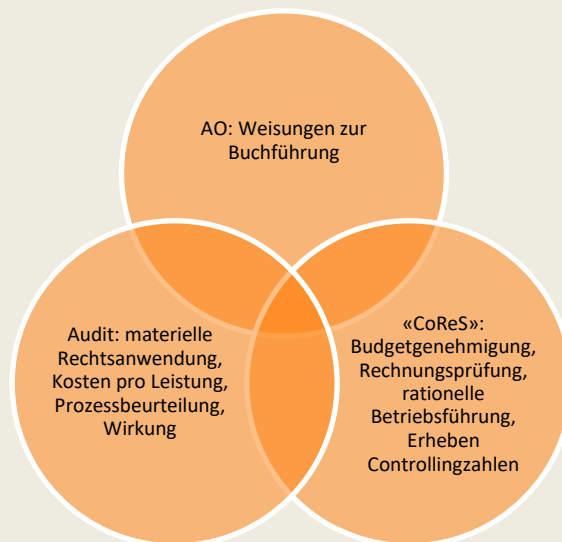 AO: Weisungen zur
Buchführung
Audit: materielle
Rechtsanwendung,
Kosten pro Leistung,
Prozessbeurteilung,
Wirkung
«CoReS»:
Budgetgenehmigung,
Rechnungsprüfung,
rationelle
Betriebsführung,
Erheben
Controllingzahlen